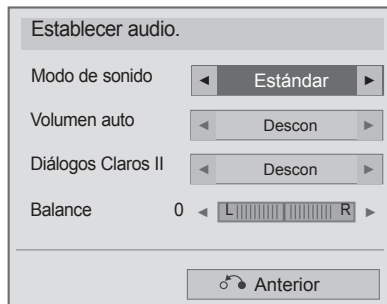 Establecer audio.
Modo de sonido ◄ Estándar ►
Volumen auto ◄ Descon ►
Diálogos Claros II ◄ Descon ►
Balance 0 ◄ L R ►
Anterior